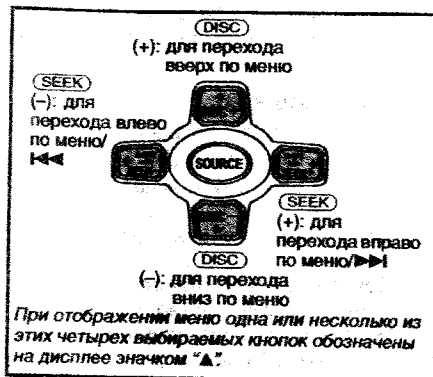 DISC
(+): для перехода
вверх по меню
SEEK
(–): для
перехода влево
по меню/
⏮
SOURCE
SEEK
(+): для
перехода вправо
по меню/⏭
DISC
(–): для перехода
вниз по меню
При отображении меню одна или несколько из
этих четырех выбираемых кнопок обозначены
на дисплее значком “▲”.